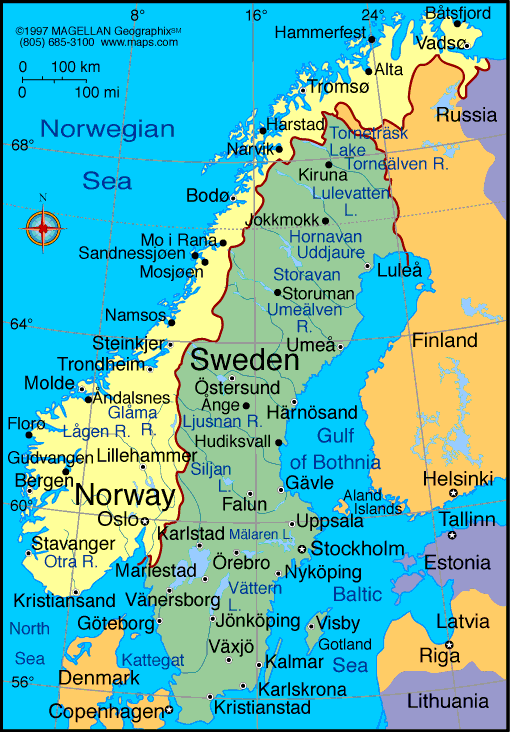 8° 16° 24°
©1997 MAGELLAN Geographix℠
(805) 685-3100 www.maps.com
Båtsfjord
Hammerfest
Vadsø
0 100 km
0 100 mi
Alta
Tromsø
Russia
Norwegian
Sea
Harstad
Torneträsk
Lake
Narvik
68°
Torneälven R.
Kiruna
Lulevatten
L.
Bodø
N
Jokkmokk
Mo i Rana
Hornavan
Uddjaure
Sandnessjøen
Mosjøen
Luleå
Storavan
Storuman
Namsos
Umeälven
R.
64°
Steinkjer
Umeå
Finland
Trondheim
Sweden
Molde
Östersund
Andalsnes
Ånge
Härnösand
Glåma
R.
Florø
Lågen R.
Ljusnan R.
Hudiksvall
Gulf
of Bothnia
Gudvangen
Lillehammer
Siljan
L.
Bergen
Gävle
Helsinki
Norway
Falun
Aland
Islands
60°
Oslo
Uppsala
Tallinn
Karlstad
Mälaren L.
Stavanger
Stockholm
Otra R.
Örebro
Estonia
Mariestad
Nyköping
Kristiansand
Vänersborg
Vättern
L.
Baltic
Göteborg
Jönköping
Visby
Latvia
North
Sea
Gotland
Växjö
Riga
Kattegat
Kalmar
Sea
Denmark
56°
Karlskrona
Lithuania
Copenhagen
Kristianstad